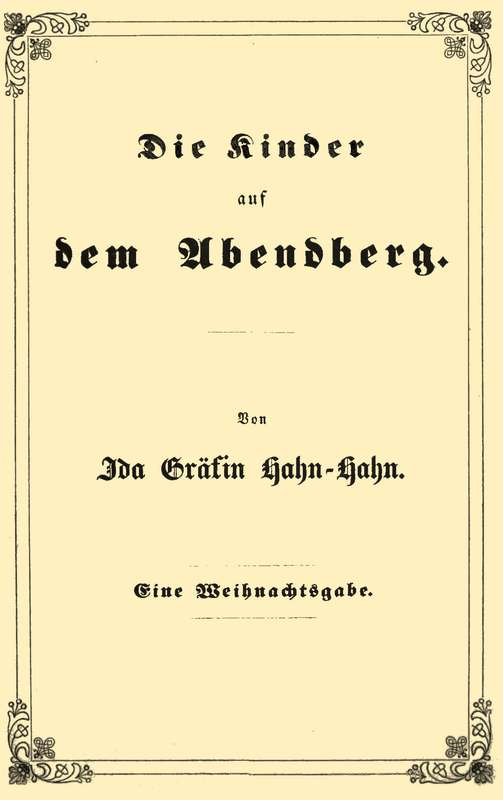 Die Kinder
auf
dem Abendberg.
Von
Ida Gräfin Hahn-Hahn.
Eine Weihnachtsgabe.